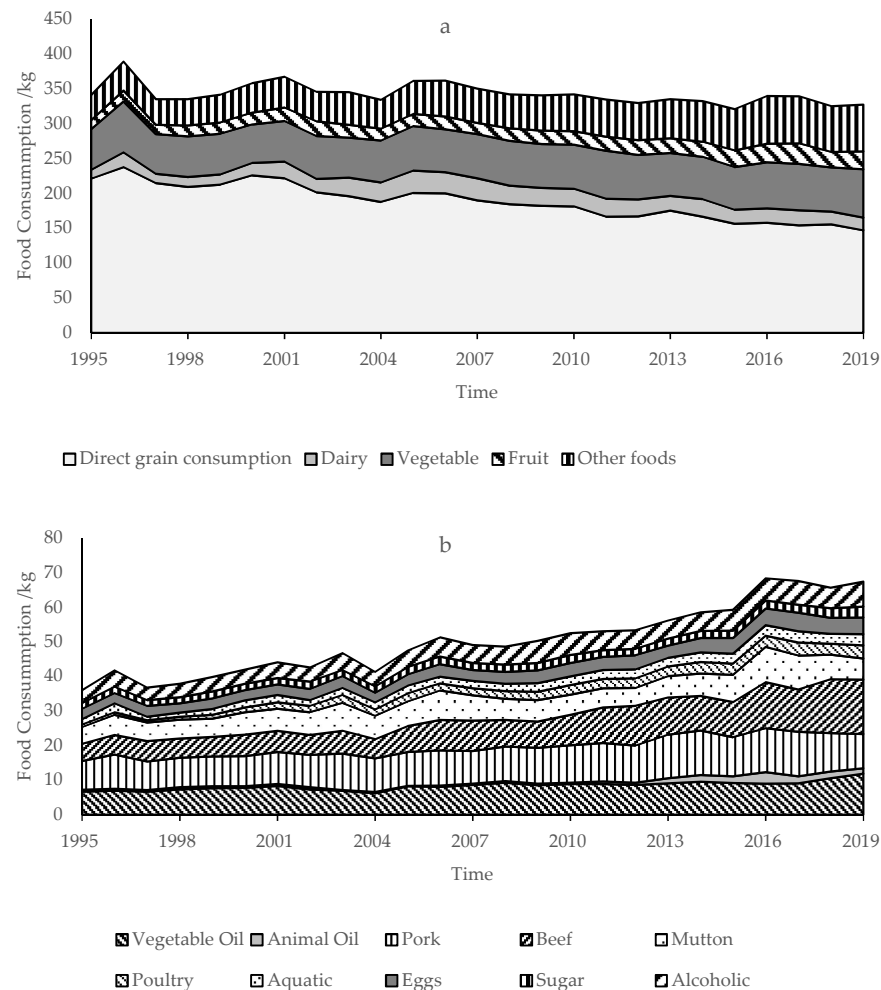 a
Food Consummption /kg
450
400
350
300
250
200
150
100
50
0
1995 1998 2001 2004 2007 2010 2013 2016 2019
Time
Direct grain consumption Dairy Vegetable Fruit Other foods
b
Food Consummption /kg
80
70
60
50
40
30
20
10
0
1995 1998 2001 2004 2007 2010 2013 2016 2019
Time
Vegetable Oil Animal Oil Pork Beef Mutton
Poultry Aquatic Eggs Sugar Alcoholic